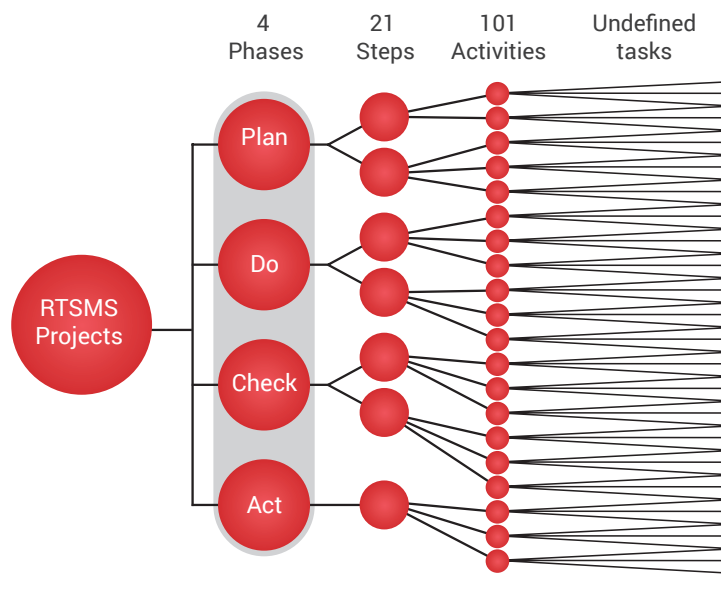 4
Phases
21
Steps
101
Activities
Undefined
tasks
RTSMS
Projects
Plan
Do
Check
Act